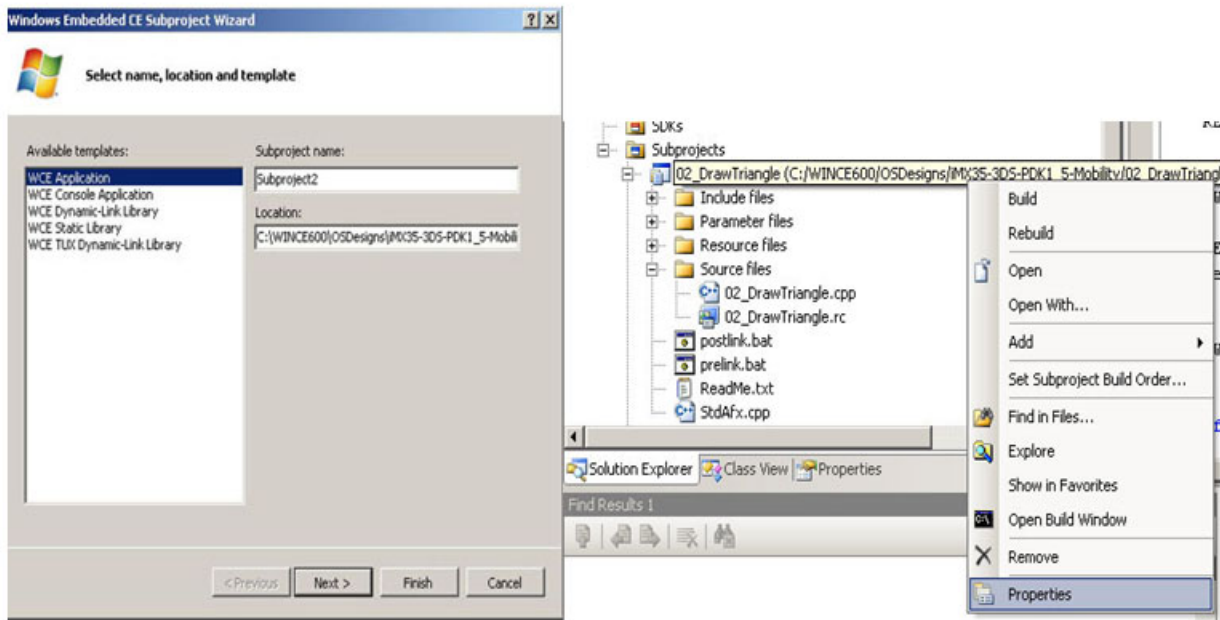 Windows Embedded CE Subproject Wizard
Select name, location and template
Available templates:
WCE Application
WCE Console Application
WCE Dynamic-Link Library
WCE Static Library
WCE TUX Dynamic-Link Library
Subproject name:
Subproject2
Location:
C:\WINCE600\OSDesigns\iMX35-3DS-PDK1_5-Mobili
< Previous
Next >
Finish
Cancel
SDKs
Subprojects
02_DrawTriangle (C:/WINCE600/OSDesigns/iMX35-3DS-PDK1_5-Mobility/02_DrawTriangl
Include files
Parameter files
Resource files
Source files
02_DrawTriangle.cpp
02_DrawTriangle.rc
postlink.bat
prelink.bat
ReadMe.txt
StdAfx.cpp
Solution Explorer
Class View
Properties
Find Results 1
Build
Rebuild
Open
Open With...
Add
Set Subproject Build Order...
Find in Files...
Explore
Show in Favorites
Open Build Window
Remove
Properties